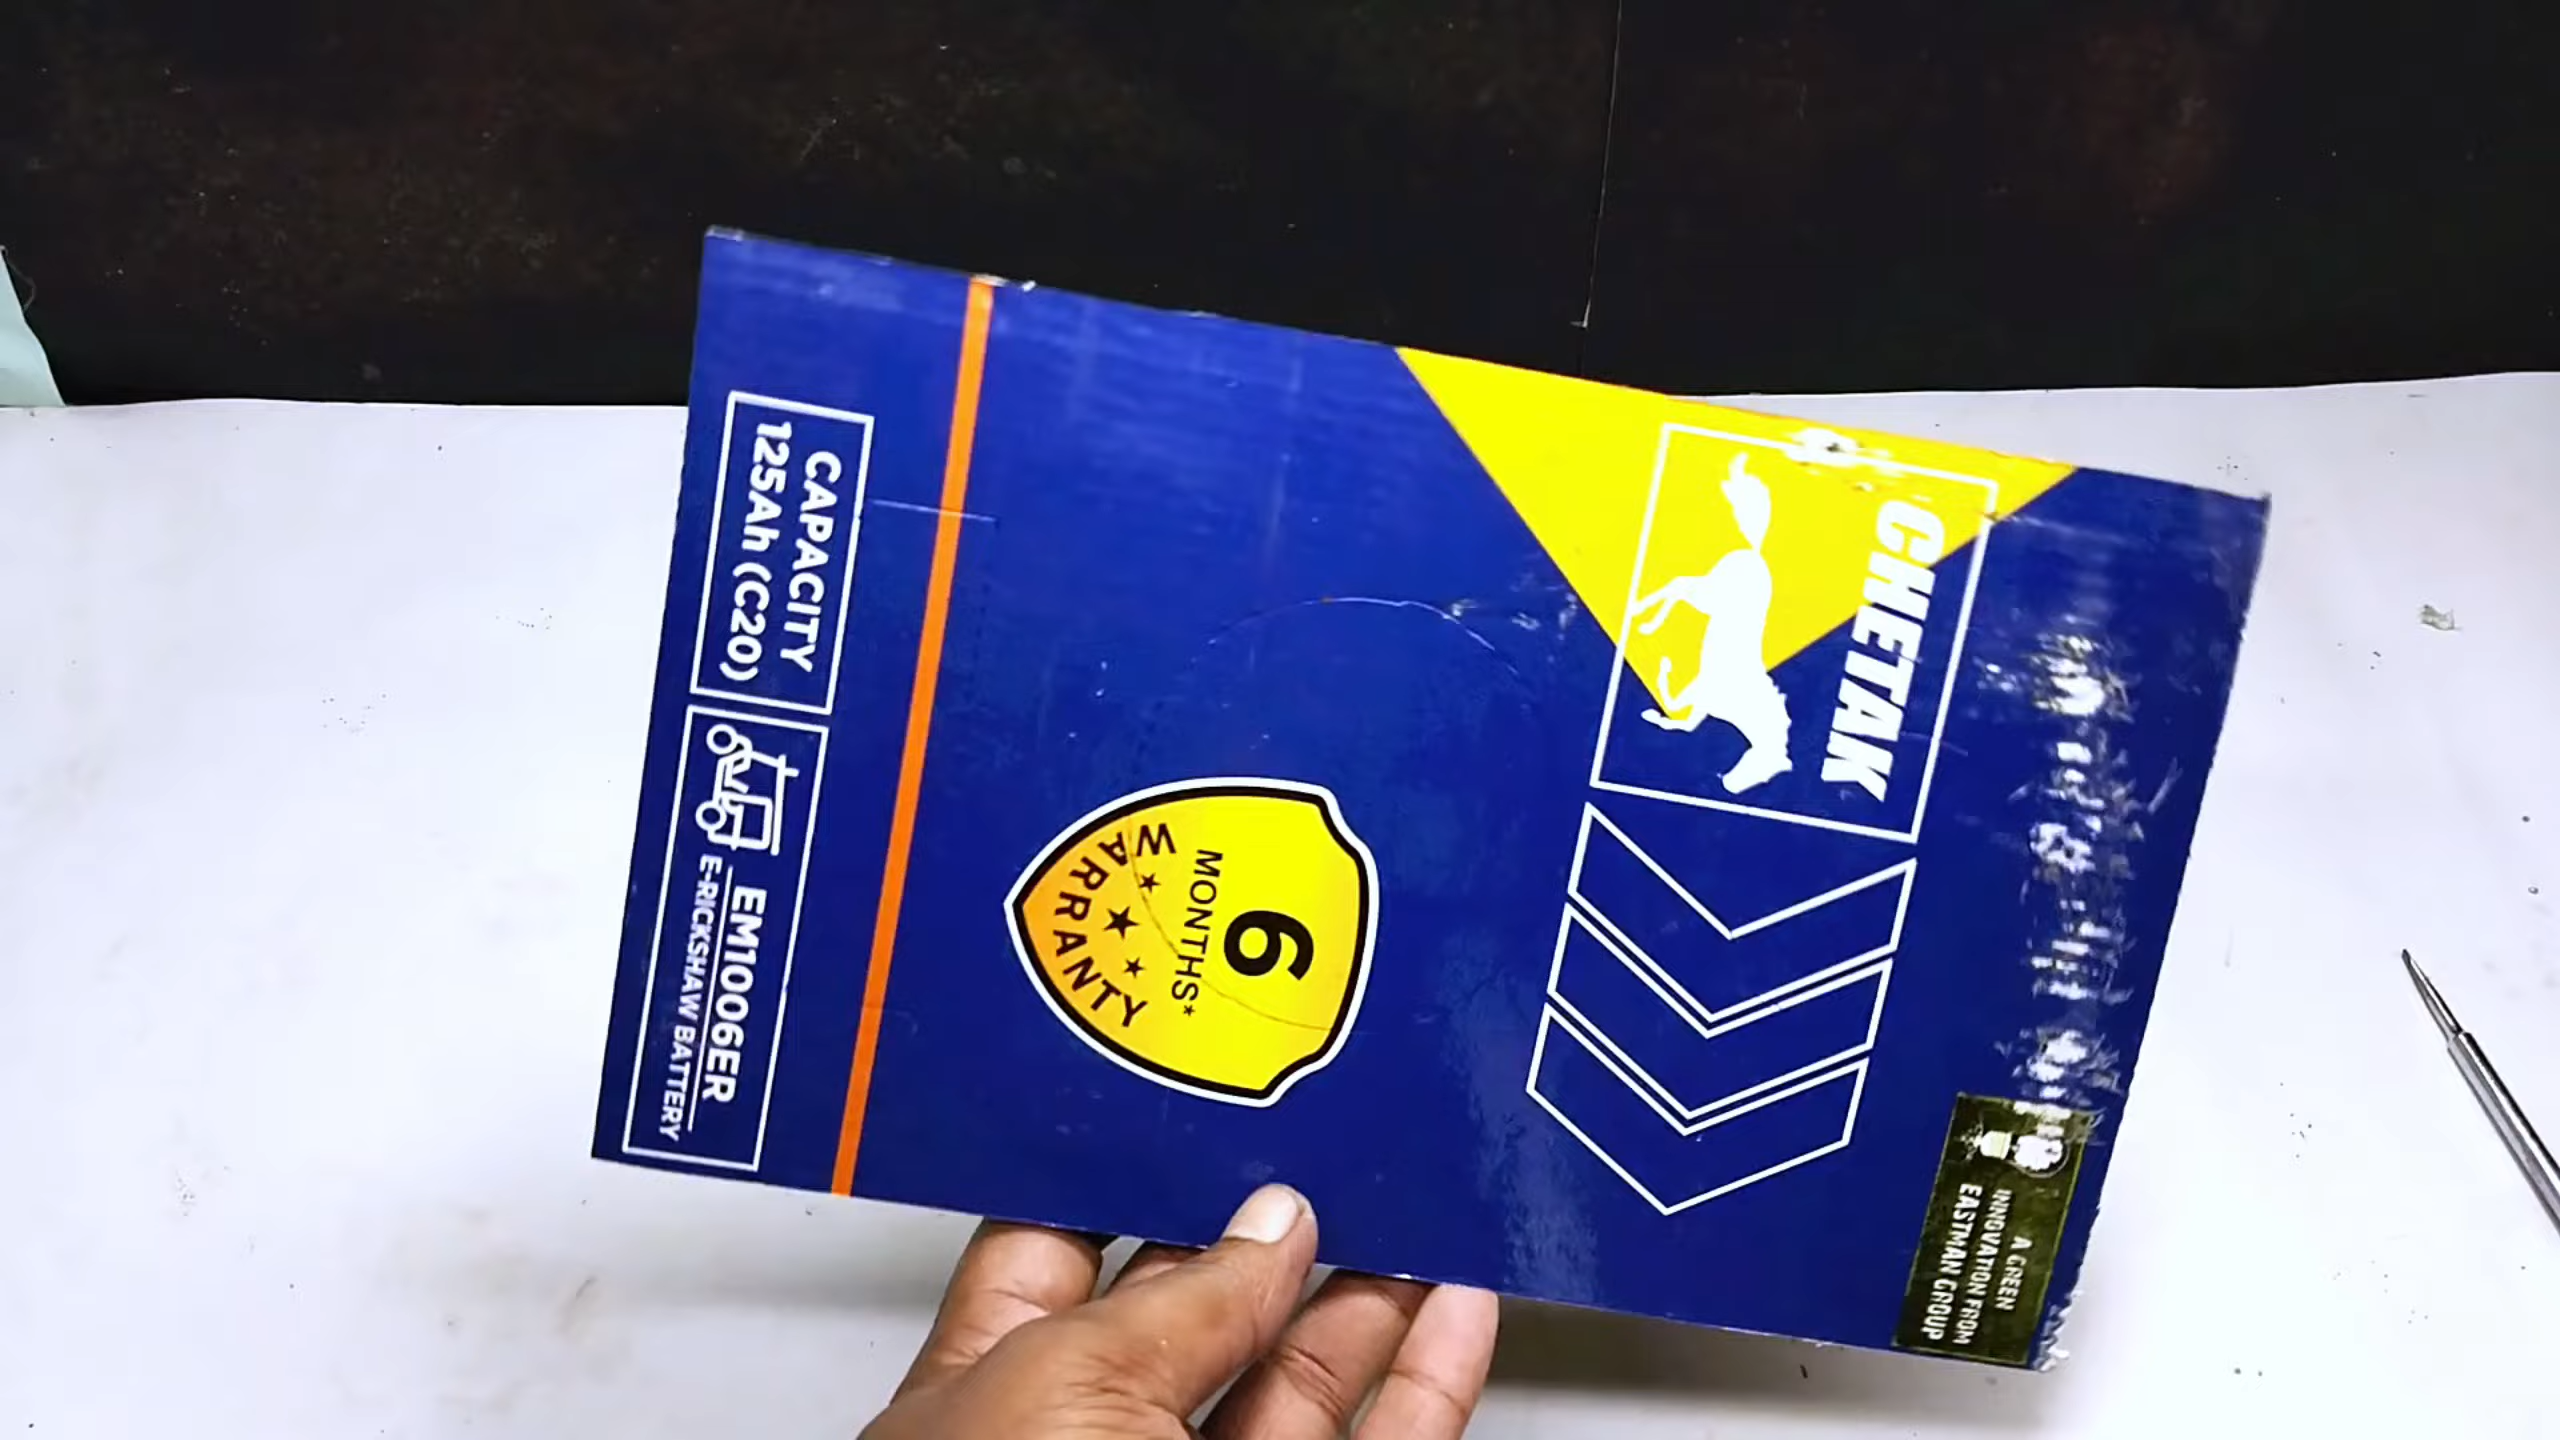 CHETAK
6
MONTHS*
WARRANTY
CAPACITY
125Ah (C20)
EM1006ER
E-RICKSHAW BATTERY
A GREEN
INNOVATION FROM
EASTMAN GROUP